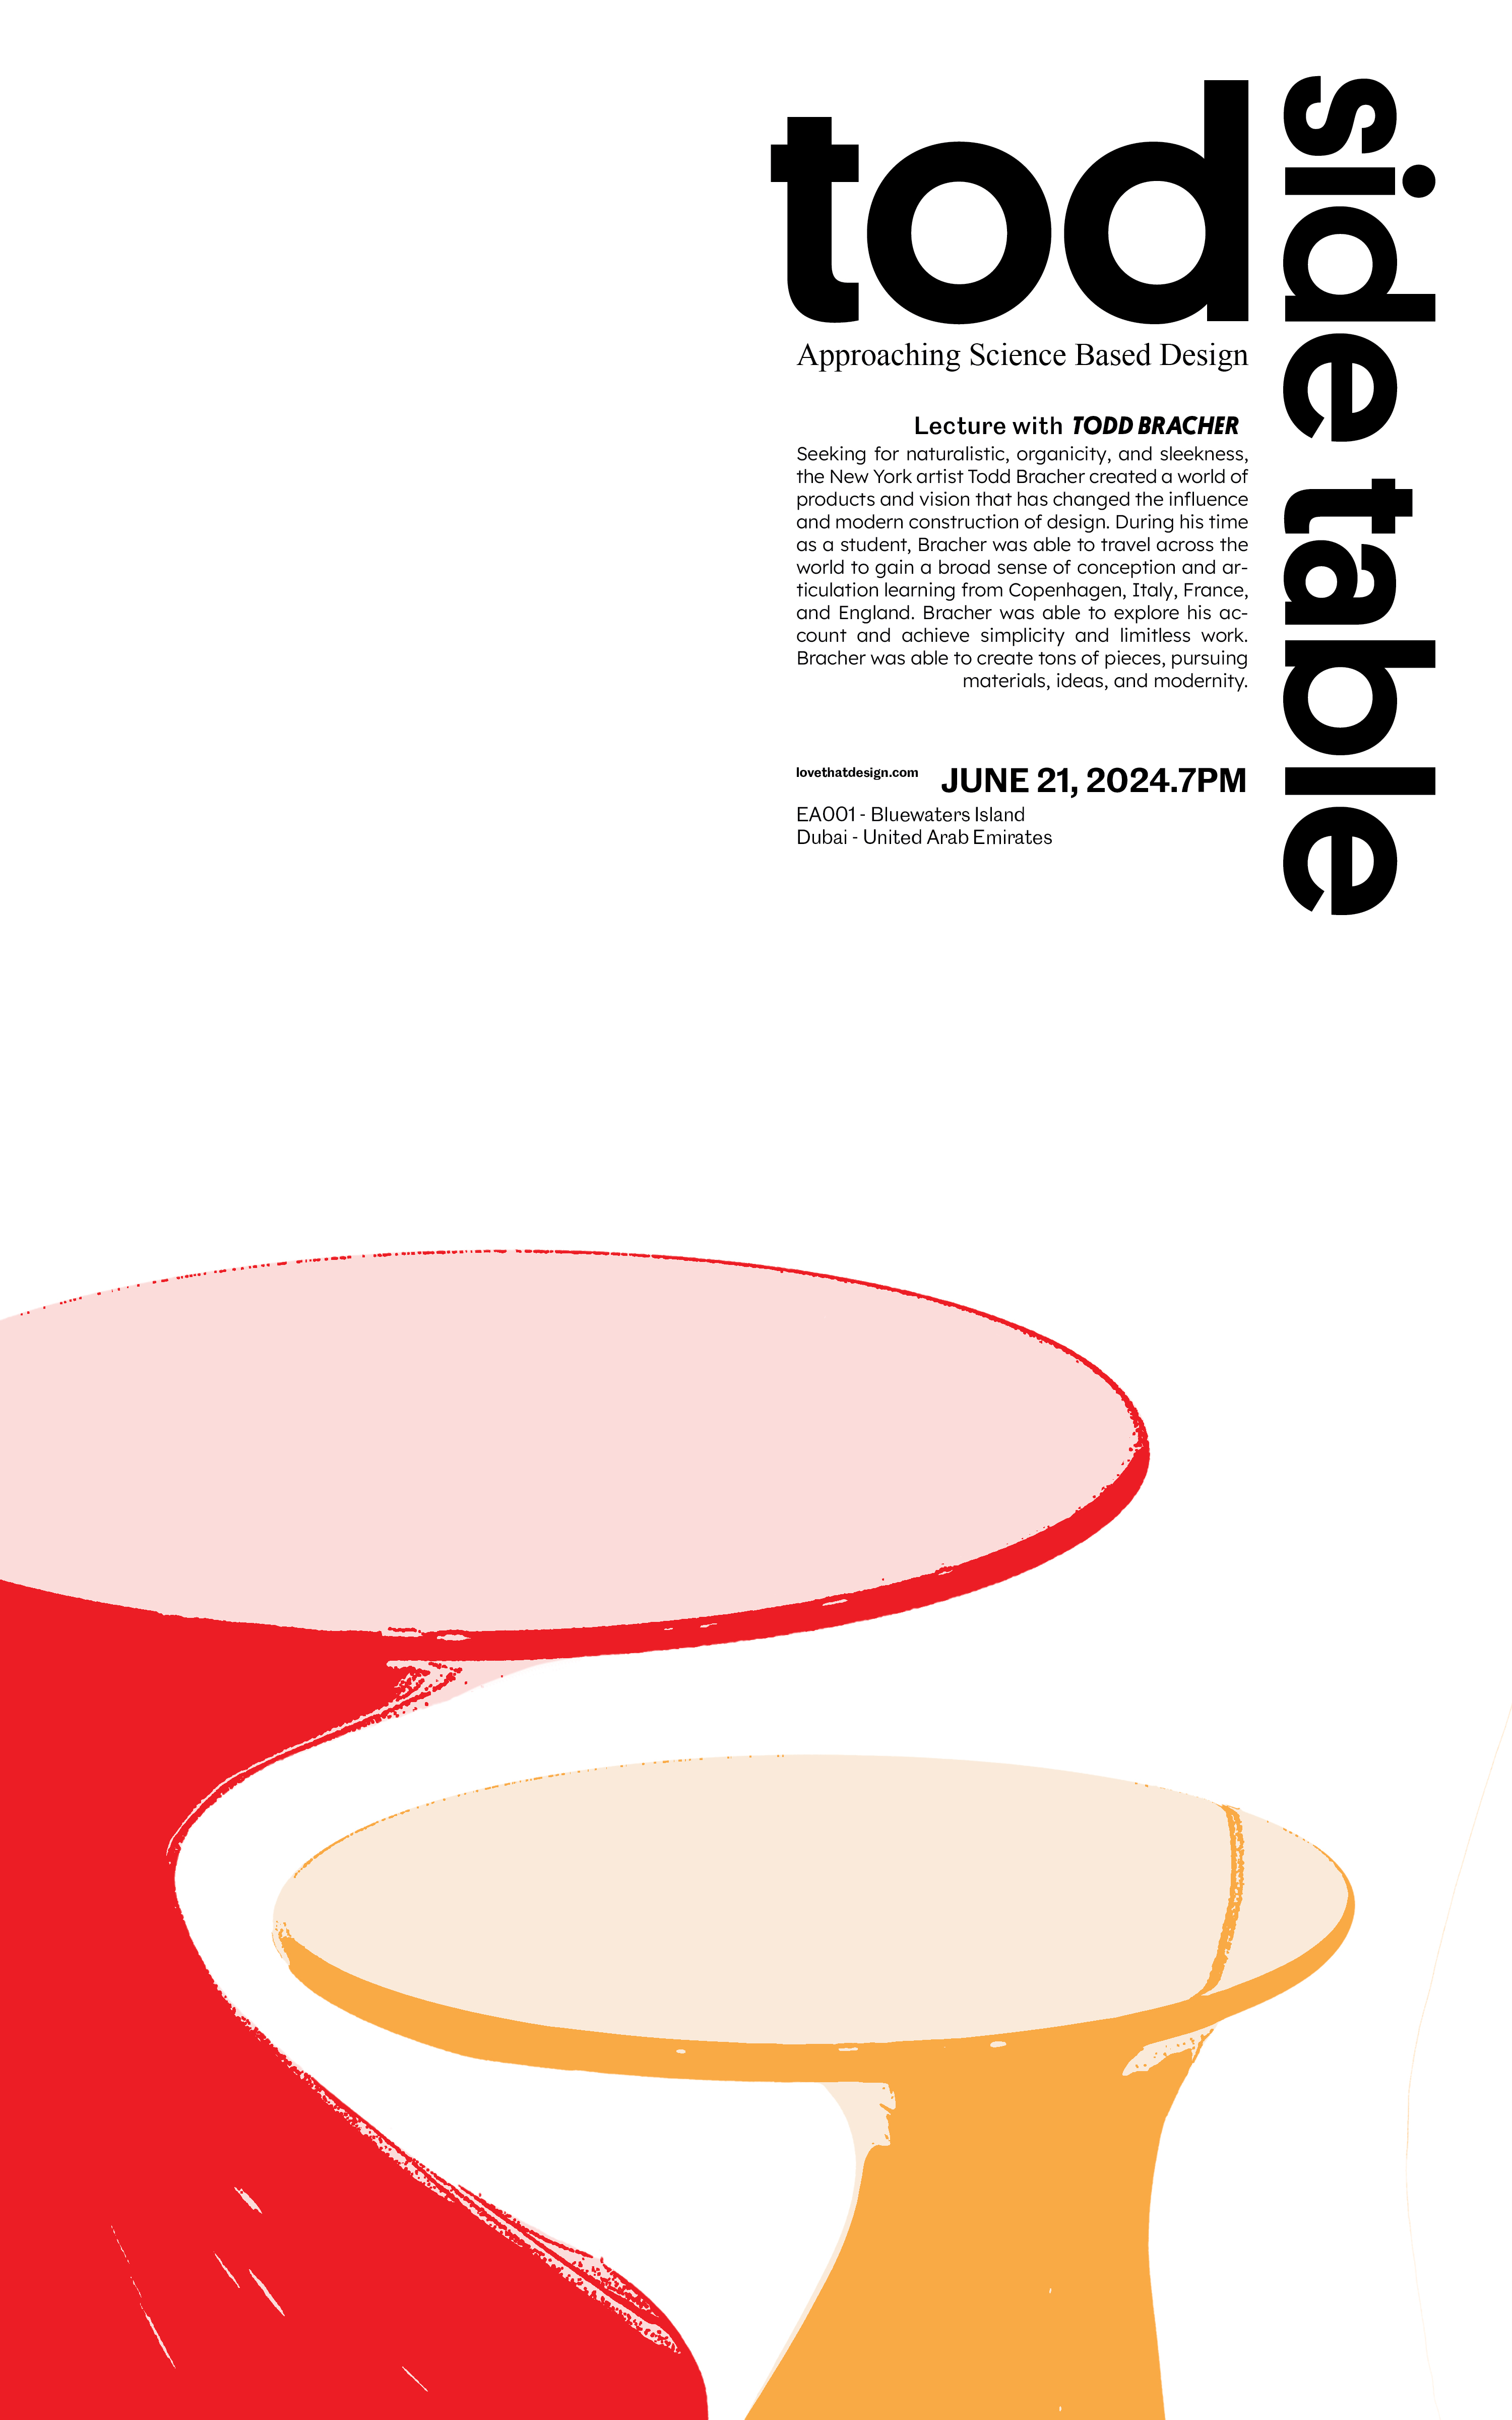 tod
side table
Approaching Science Based Design
Lecture with TODD BRACHER
Seeking for naturalistic, organicity, and sleekness,
the New York artist Todd Bracher created a world of
products and vision that has changed the influence
and modern construction of design. During his time
as a student, Bracher was able to travel across the
world to gain a broad sense of conception and ar-
ticulation learning from Copenhagen, Italy, France,
and England. Bracher was able to explore his ac-
count and achieve simplicity and limitless work.
Bracher was able to create tons of pieces, pursuing
materials, ideas, and modernity.
lovethatdesign.com JUNE 21, 2024.7PM
EA001 - Bluewaters Island
Dubai - United Arab Emirates